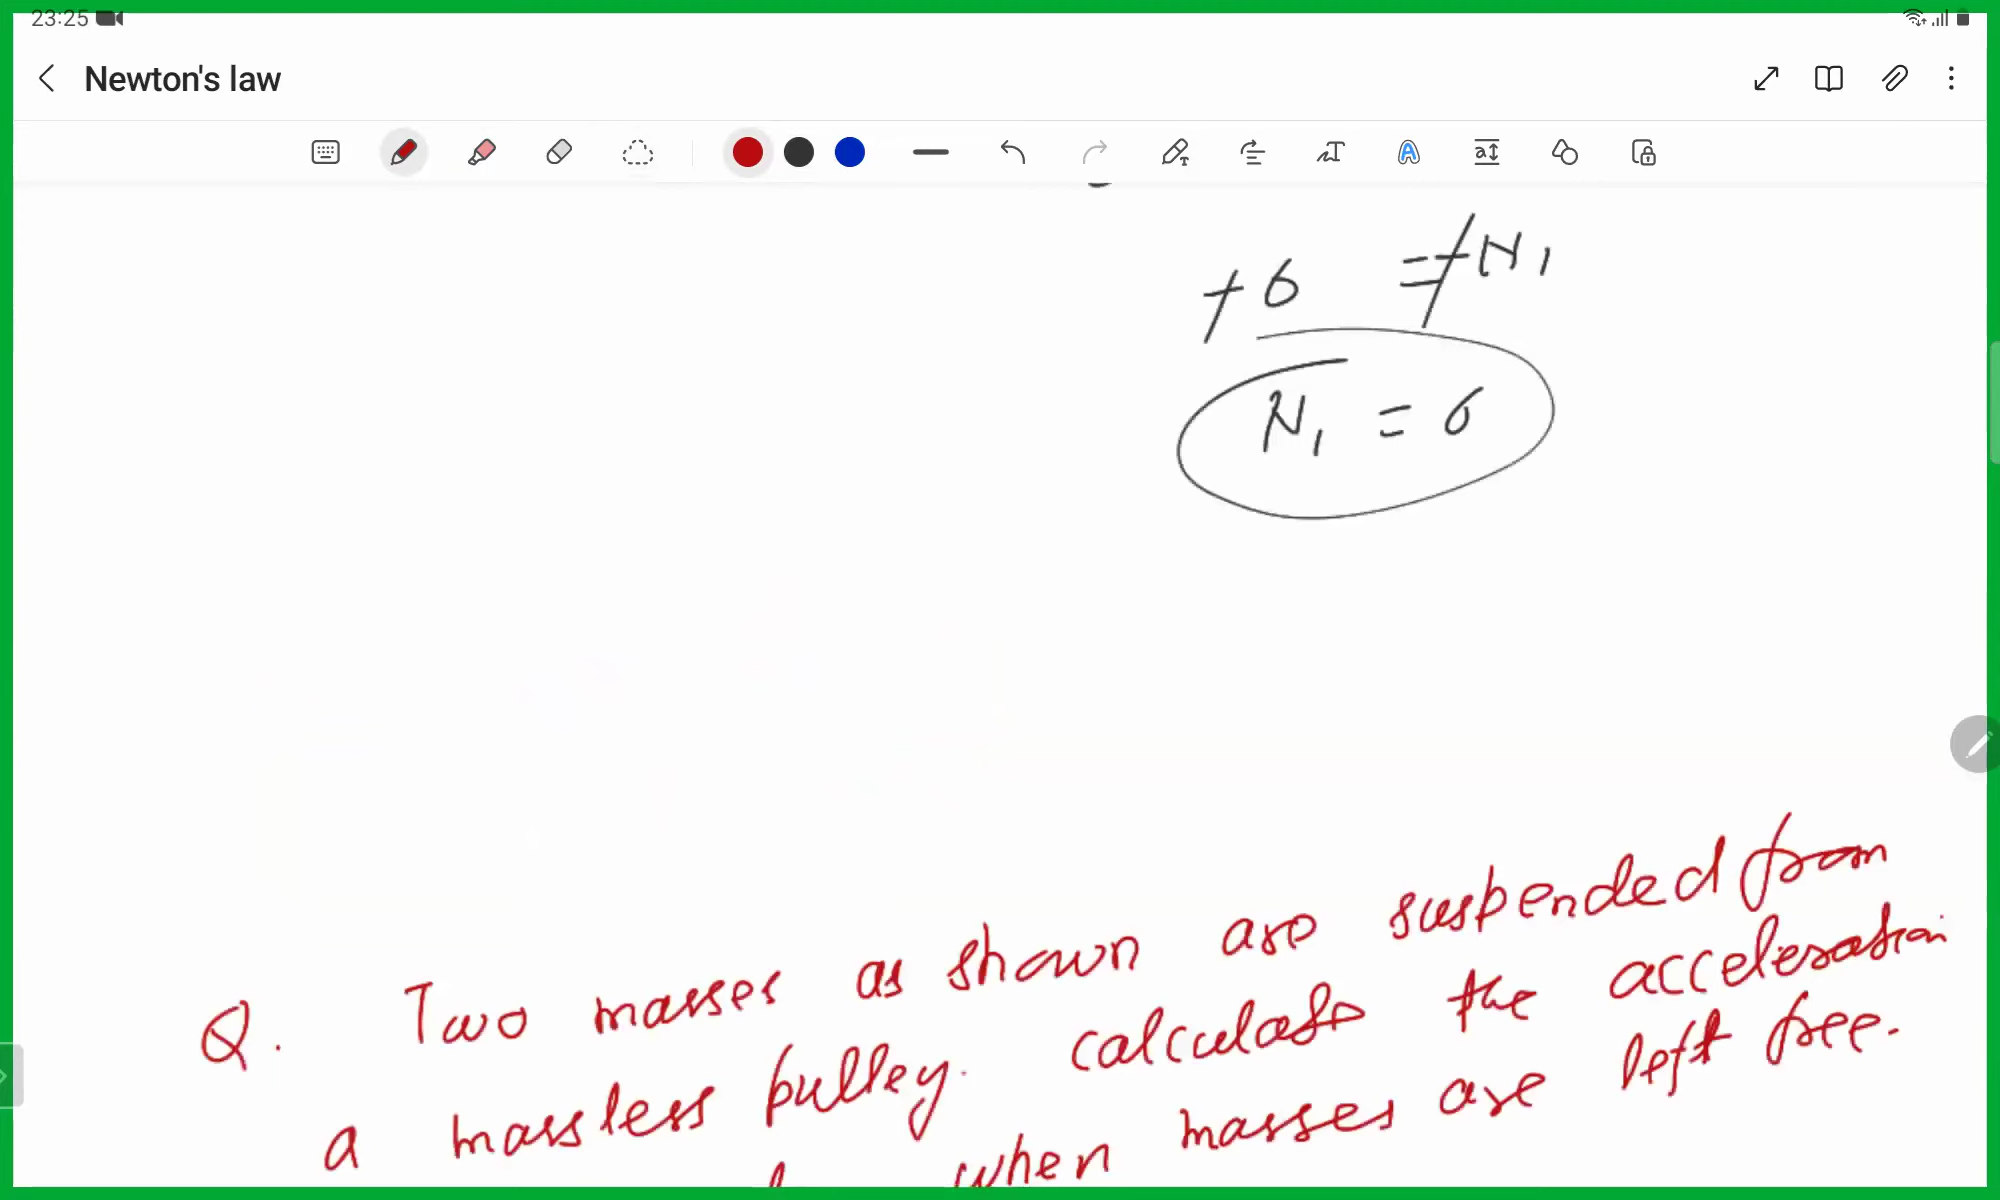 23:25
Newton's law
+6 = +N1
N1 = 6
Q. Two masses as shown are suspended from
a massless pulley. calculate the acceleration
when masses are left free.